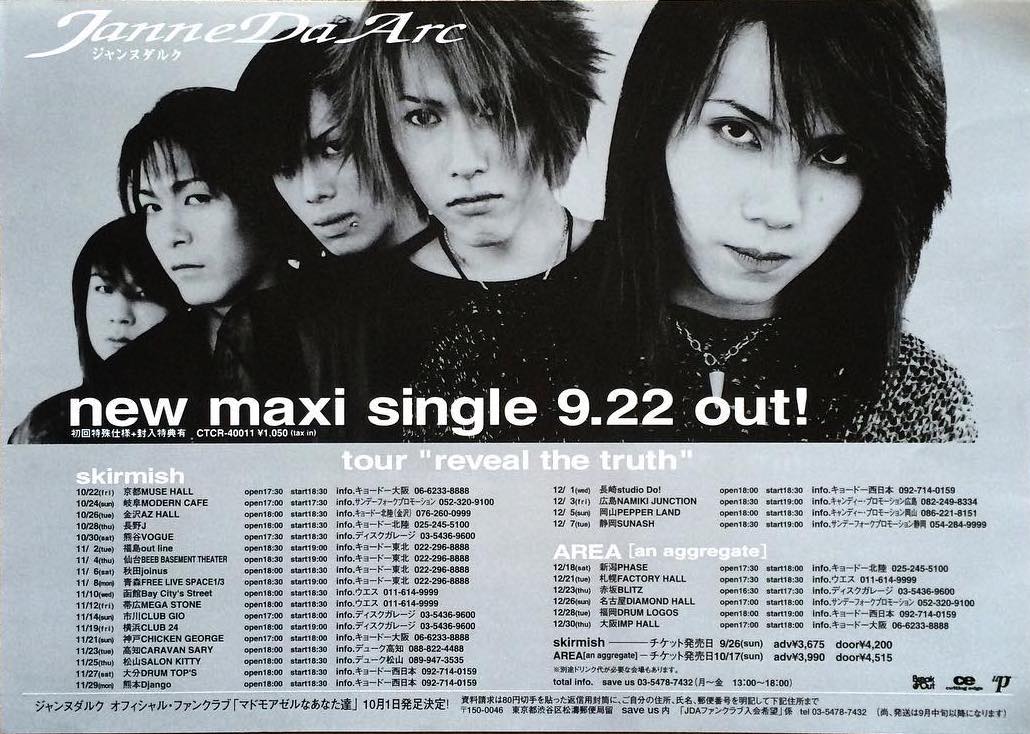 Janne Da Arc
ジャンヌダルク
new maxi single 9.22 out!
初回特殊仕様+封入特典有 CTCR-40011 ¥1,050 (tax in)
tour "reveal the truth"
skirmish
10/22(fri) 京都MUSE HALL open17:30 start18:30 info.キョードー大阪 06-6233-8888
10/24(sun) 岐阜MODERN CAFE open17:30 start18:00 info.サンデーフォークプロモーション 052-320-9100
10/26(tue) 金沢AZ HALL open18:00 start18:30 info.キョードー北陸(金沢) 076-260-0999
10/28(thu) 長野J open18:00 start18:30 info.キョードー北陸 025-245-5100
10/30(sat) 熊谷VOGUE open17:30 start18:00 info.ディスクガレージ 03-5436-9600
11/ 2(tue) 福島out line open18:00 start18:30 info.キョードー東北 022-296-8888
11/ 4(thu) 仙台BEEB BASEMENT THEATER open18:00 start18:30 info.キョードー東北 022-296-8888
11/ 6(sat) 秋田joinus open18:00 start18:30 info.キョードー東北 022-296-8888
11/ 8(mon) 青森FREE LIVE SPACE1/3 open18:00 start18:30 info.キョードー東北 022-296-8888
11/10(wed) 函館Bay City's Street open18:00 start18:30 info.ウエス 011-614-9999
11/12(fri) 帯広MEGA STONE open18:00 start18:30 info.ウエス 011-614-9999
11/14(sun) 市川CLUB GIO open17:00 start18:00 info.ディスクガレージ 03-5436-9600
11/19(fri) 横浜CLUB 24 open18:00 start19:00 info.ディスクガレージ 03-5436-9600
11/21(sun) 神戸CHICKEN GEORGE open17:00 start18:00 info.キョードー大阪 06-6233-8888
11/23(tue) 高知CARAVAN SARY open17:30 start18:00 info.デューク高知 088-822-4488
11/25(thu) 松山SALON KITTY open18:00 start18:30 info.デューク松山 089-947-3535
11/27(sat) 大分DRUM TOP'S open18:00 start18:30 info.キョードー西日本 092-714-0159
11/29(mon) 熊本Django open18:00 start18:30 info.キョードー西日本 092-714-0159
12/ 1(wed) 長崎studio Do! open18:00 start18:30 info.キョードー西日本 092-714-0159
12/ 3(fri) 広島NAMIKI JUNCTION open18:30 start19:00 info.キャンディー・プロモーション広島 082-249-8334
12/ 5(sun) 岡山PEPPER LAND open18:00 start18:30 info.キャンディー・プロモーション岡山 086-221-8151
12/ 7(tue) 静岡SUNASH open18:30 start19:00 info.サンデーフォークプロモーション静岡 054-284-9999
AREA [an aggregate]
12/18(sat) 新潟PHASE open17:30 start18:00 info.キョードー北陸 025-245-5100
12/21(tue) 札幌FACTORY HALL open17:30 start18:30 info.ウエス 011-614-9999
12/23(thu) 赤坂BLITZ open16:30 start17:30 info.ディスクガレージ 03-5436-9600
12/26(sun) 名古屋DIAMOND HALL open17:00 start18:00 info.サンデーフォークプロモーション 052-320-9100
12/28(tue) 福岡DRUM LOGOS open18:00 start19:00 info.キョードー西日本 092-714-0159
12/30(thu) 大阪IMP HALL open17:00 start18:00 info.キョードー大阪 06-6233-8888
skirmish チケット発売日 9/26(sun) adv¥3,675 door¥4,200
AREA[an aggregate] チケット発売日10/17(sun) adv¥3,990 door¥4,515
※別途ドリンク代が必要な会場もあります。
total info. save us 03-5478-7432 (月〜金 13:00〜18:00)
Break Out ce cutting edge
ジャンヌダルク オフィシャル・ファンクラブ「マドモアゼルなあなた達」10月1日発足決定!
資料請求は80円切手を貼った返信用封筒に、ご自分の住所、氏名、郵便番号を明記して下記住所まで
〒150-0046 東京都渋谷区松濤郵便局留 save us内 「JDAファンクラブ入会希望」係 tel 03-5478-7432 (尚、発送は9月中旬以降になります)